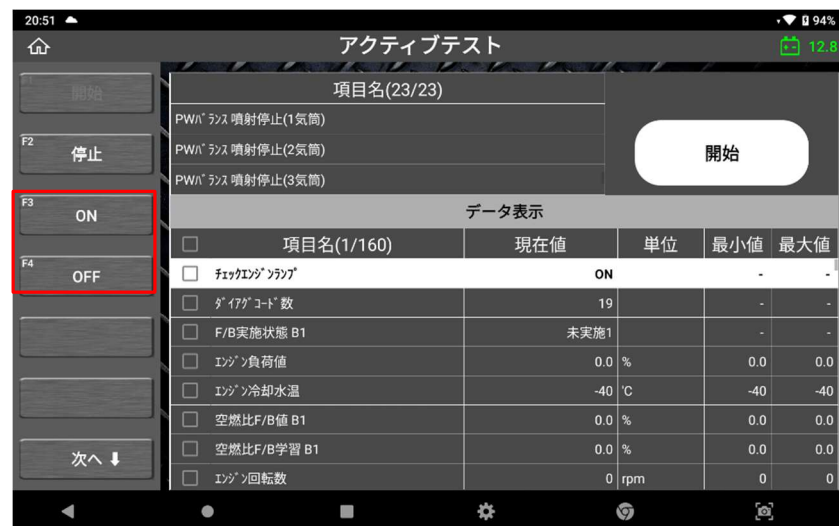 20:51
94%
アクティブテスト
12.8
F1
開始
F2
停止
F3
ON
F4
OFF
次へ
項目名(23/23)
PWﾊﾞﾗﾝｽ 噴射停止(1気筒)
PWﾊﾞﾗﾝｽ 噴射停止(2気筒)
PWﾊﾞﾗﾝｽ 噴射停止(3気筒)
開始
データ表示
項目名(1/160) 現在値 単位 最小値 最大値
ﾁｪｯｸｴﾝｼﾞﾝﾗﾝﾌﾟ ON - -
ﾀﾞｲｱｸﾞｺｰﾄﾞ数 19 - -
F/B実施状態 B1 未実施1 - -
ｴﾝｼﾞﾝ負荷値 0.0 % 0.0 0.0
ｴﾝｼﾞﾝ冷却水温 -40 ℃ -40 -40
空燃比F/B値 B1 0.0 % 0.0 0.0
空燃比F/B学習 B1 0.0 % 0.0 0.0
ｴﾝｼﾞﾝ回転数 0 rpm 0 0